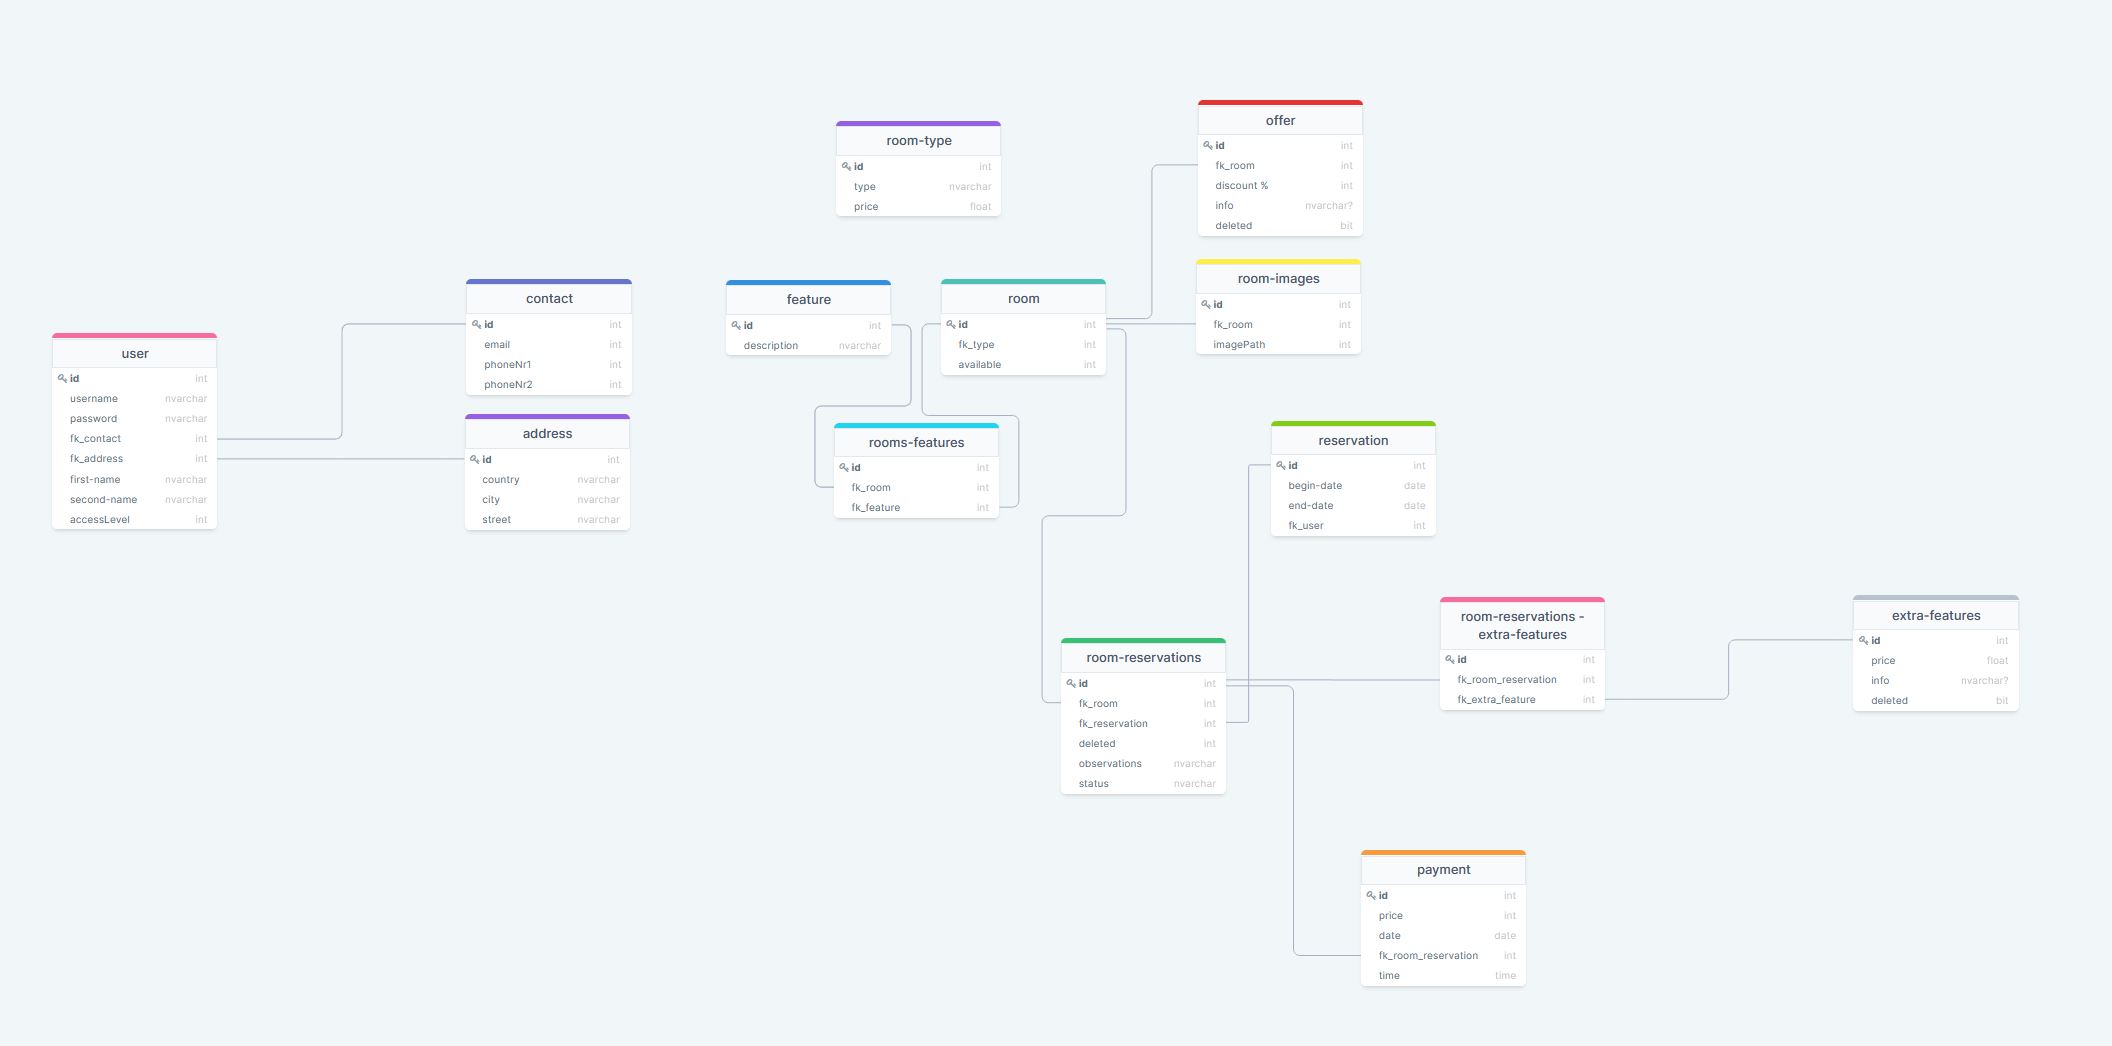 offer
id int
fk_room int
discount % int
info nvarchar?
deleted bit
room-type
id int
type nvarchar
price float
room-images
id int
fk_room int
imagePath int
contact
id int
email int
phoneNr1 int
phoneNr2 int
feature
id int
description nvarchar
room
id int
fk_type int
available int
user
id int
username nvarchar
password nvarchar
fk_contact int
fk_address int
first-name nvarchar
second-name nvarchar
accessLevel int
address
id int
country nvarchar
city nvarchar
street nvarchar
rooms-features
id int
fk_room int
fk_feature int
reservation
id int
begin-date date
end-date date
fk_user int
room-reservations -
extra-features
id int
fk_room_reservation int
fk_extra_feature int
extra-features
id int
price float
info nvarchar?
deleted bit
room-reservations
id int
fk_room int
fk_reservation int
deleted int
observations nvarchar
status nvarchar
payment
id int
price int
date date
fk_room_reservation int
time time